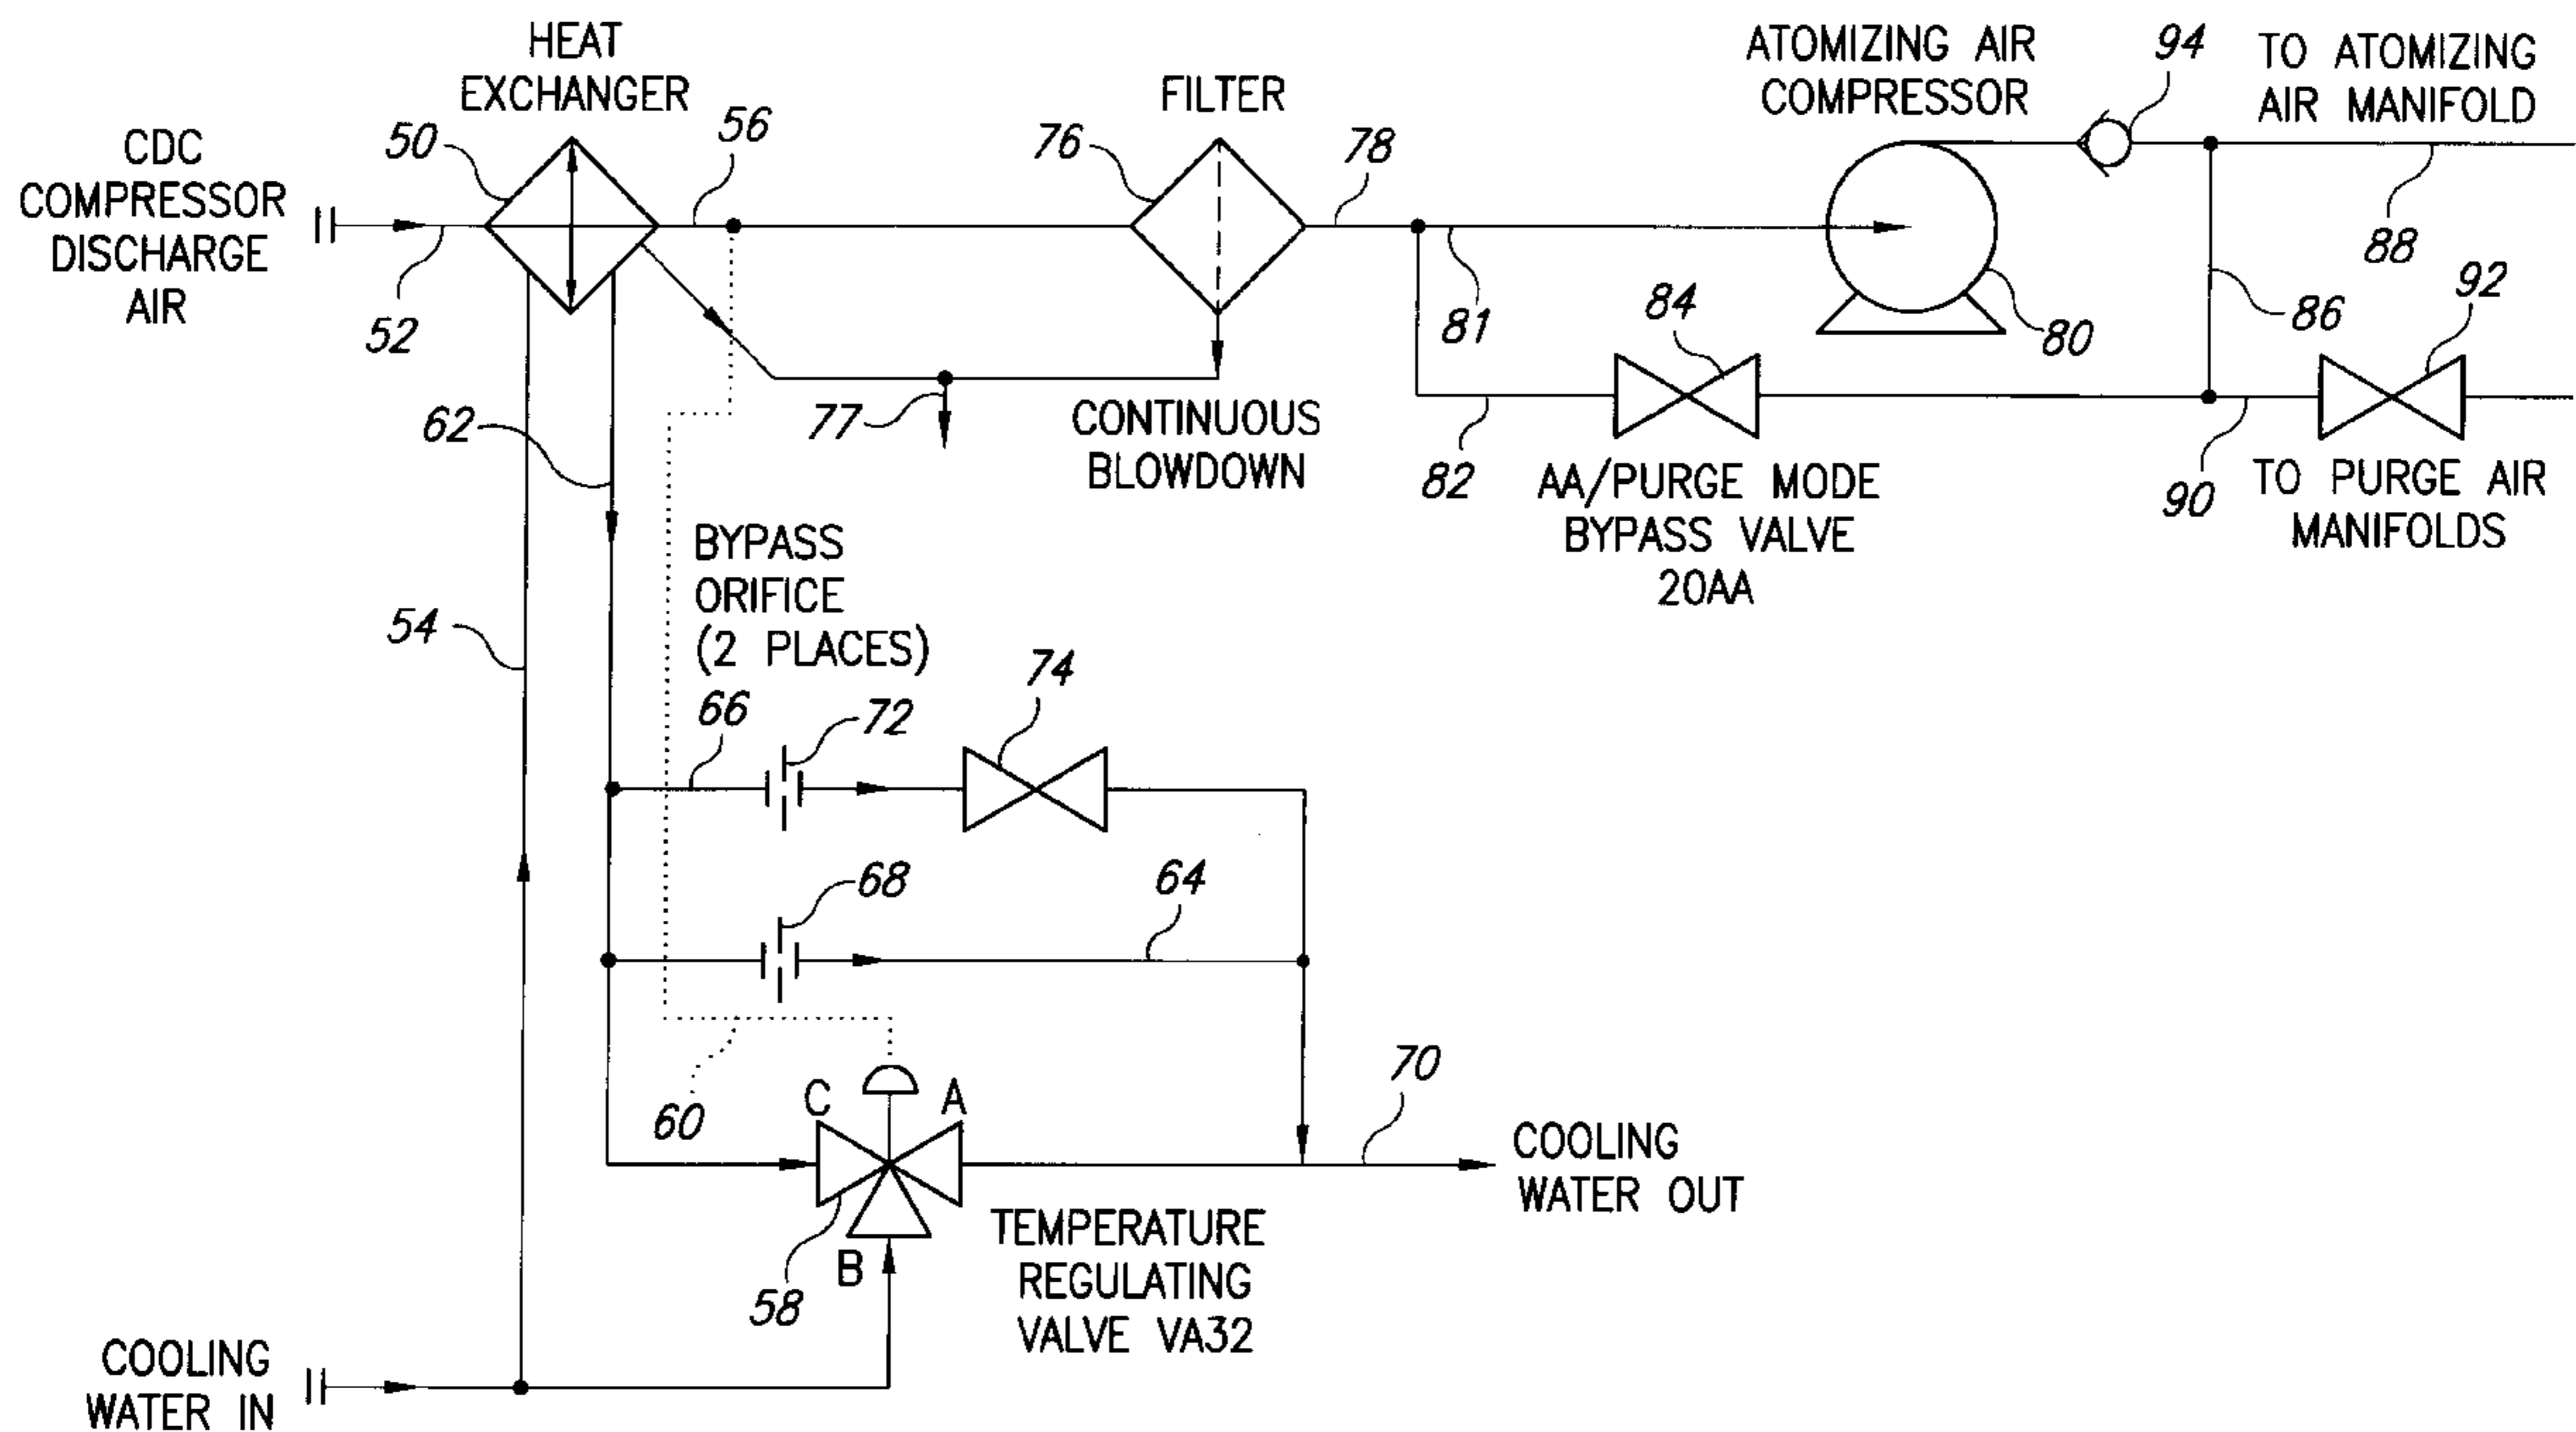 HEAT
EXCHANGER
50
56
CDC
COMPRESSOR
DISCHARGE
AIR
52
FILTER
76
78
ATOMIZING AIR
COMPRESSOR
94
TO ATOMIZING
AIR MANIFOLD
88
81
84
80
86
92
62
77
CONTINUOUS
BLOWDOWN
82
AA/PURGE MODE
BYPASS VALVE
20AA
90
TO PURGE AIR
MANIFOLDS
54
BYPASS
ORIFICE
(2 PLACES)
66
72
74
68
64
60
C
A
70
COOLING
WATER OUT
B
58
TEMPERATURE
REGULATING
VALVE VA32
COOLING
WATER IN